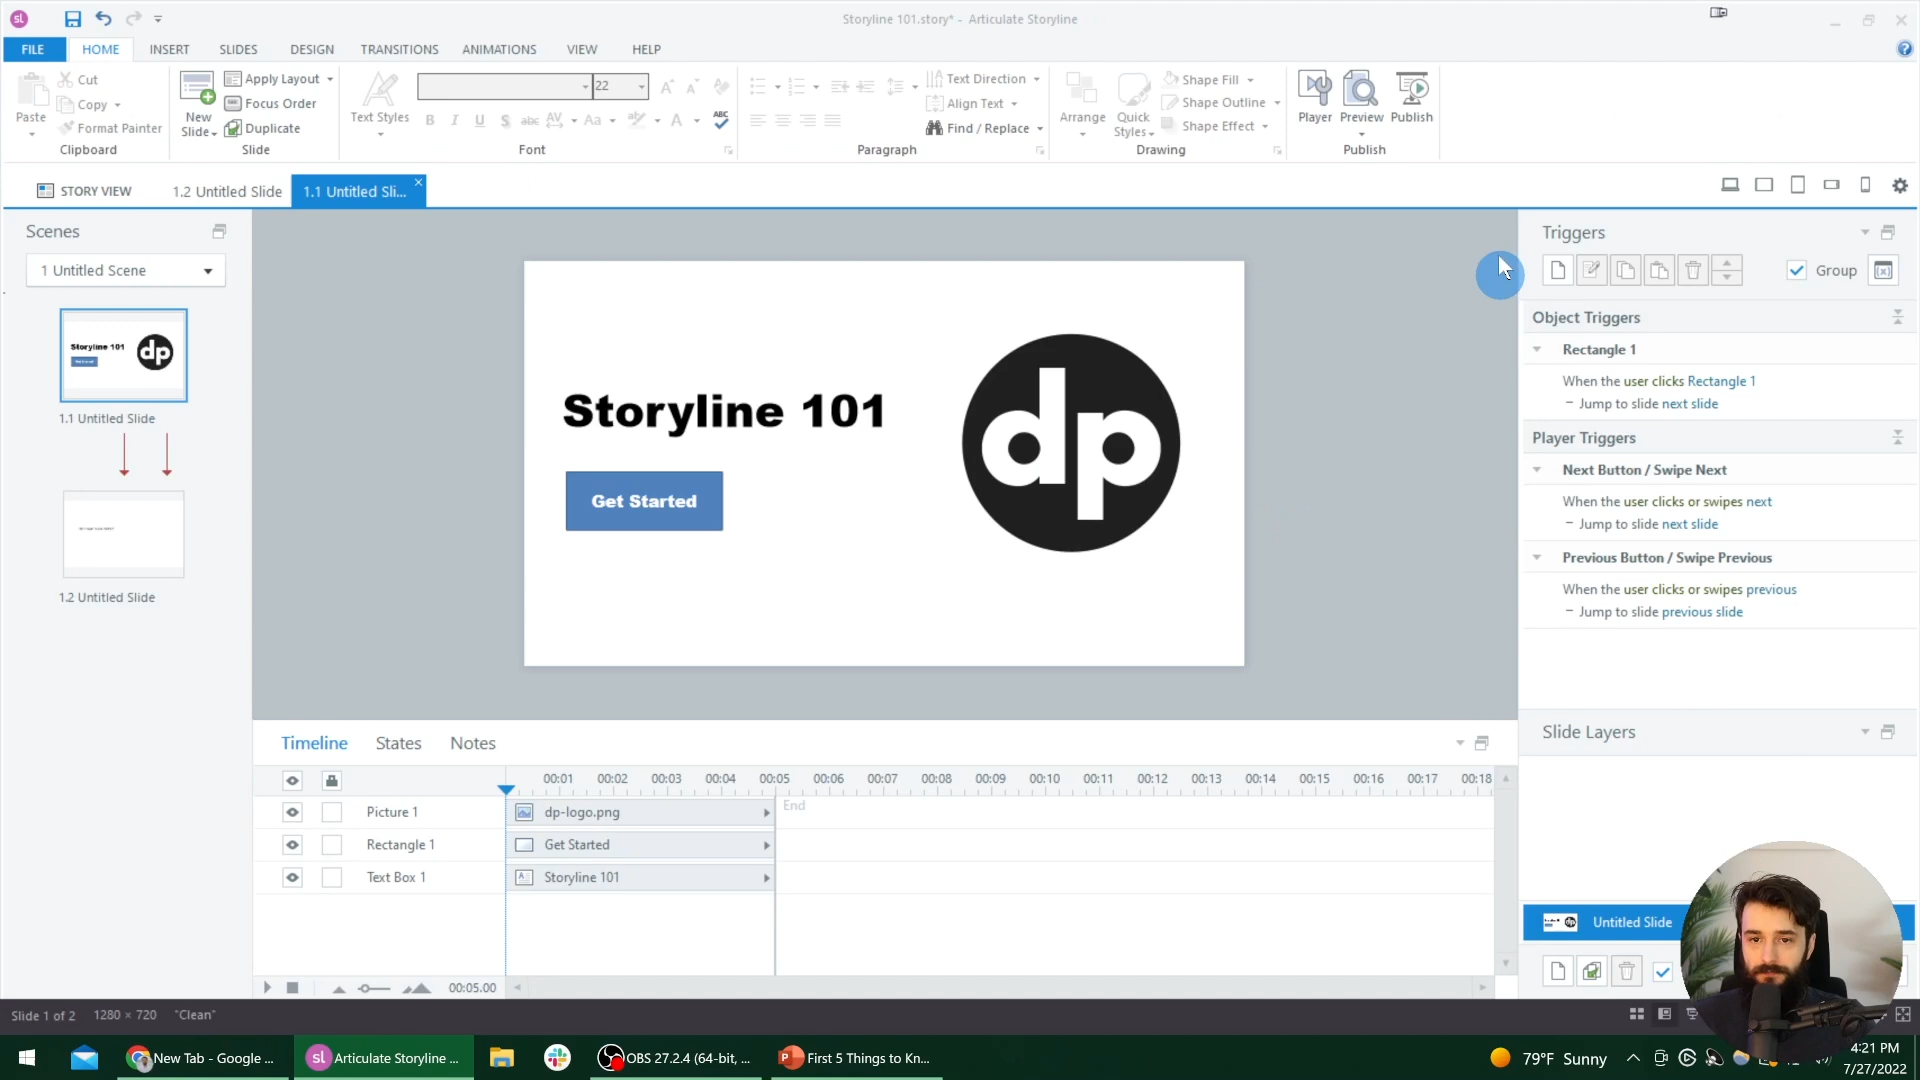 sl
Storyline 101.story* - Articulate Storyline
FILE HOME INSERT SLIDES DESIGN TRANSITIONS ANIMATIONS VIEW HELP
Paste
Cut
Copy
Format Painter
Clipboard
New Slide
Apply Layout
Focus Order
Duplicate
Slide
Text Styles
22
B I U S abc AV Aa A ABC
Font
Text Direction
Align Text
Find / Replace
Paragraph
Arrange
Quick Styles
Shape Fill
Shape Outline
Shape Effect
Drawing
Player Preview Publish
Publish
STORY VIEW 1.2 Untitled Slide 1.1 Untitled Sli...
Scenes
1 Untitled Scene
Storyline 101
dp
1.1 Untitled Slide
1.2 Untitled Slide
Storyline 101
Get Started
dp
Triggers
Group
Object Triggers
Rectangle 1
When the user clicks Rectangle 1
– Jump to slide next slide
Player Triggers
Next Button / Swipe Next
When the user clicks or swipes next
– Jump to slide next slide
Previous Button / Swipe Previous
When the user clicks or swipes previous
– Jump to slide previous slide
Slide Layers
Untitled Slide
Timeline States Notes
00:01 00:02 00:03 00:04 00:05 00:06 00:07 00:08 00:09 00:10 00:11 00:12 00:13 00:14 00:15 00:16 00:17 00:18
End
Picture 1 dp-logo.png
Rectangle 1 Get Started
Text Box 1 Storyline 101
00:05.00
Slide 1 of 2 1280 × 720 "Clean"
New Tab - Google ...
sl Articulate Storyline ...
OBS 27.2.4 (64-bit, ...
First 5 Things to Kn...
79°F Sunny
4:21 PM
7/27/2022